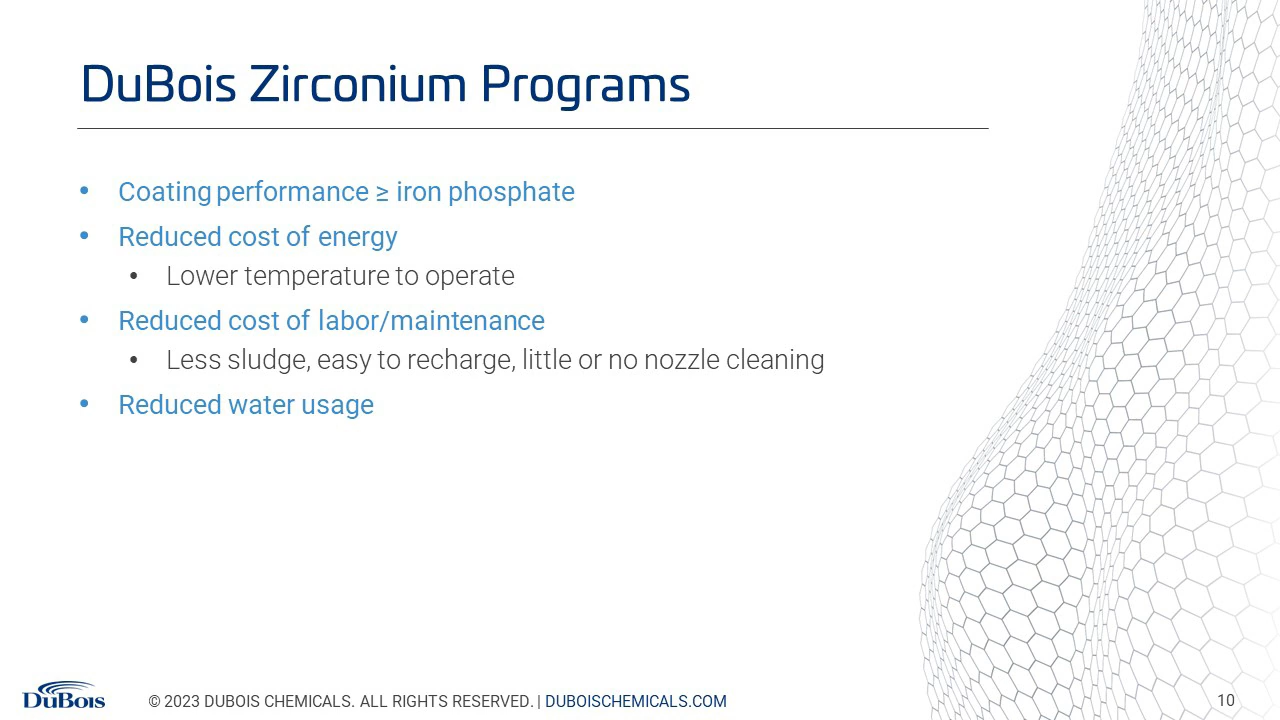 DuBois Zirconium Programs
• Coating performance ≥ iron phosphate
• Reduced cost of energy
• Lower temperature to operate
• Reduced cost of labor/maintenance
• Less sludge, easy to recharge, little or no nozzle cleaning
• Reduced water usage
DuBois
© 2023 DUBOIS CHEMICALS. ALL RIGHTS RESERVED. | DUBOISCHEMICALS.COM
10